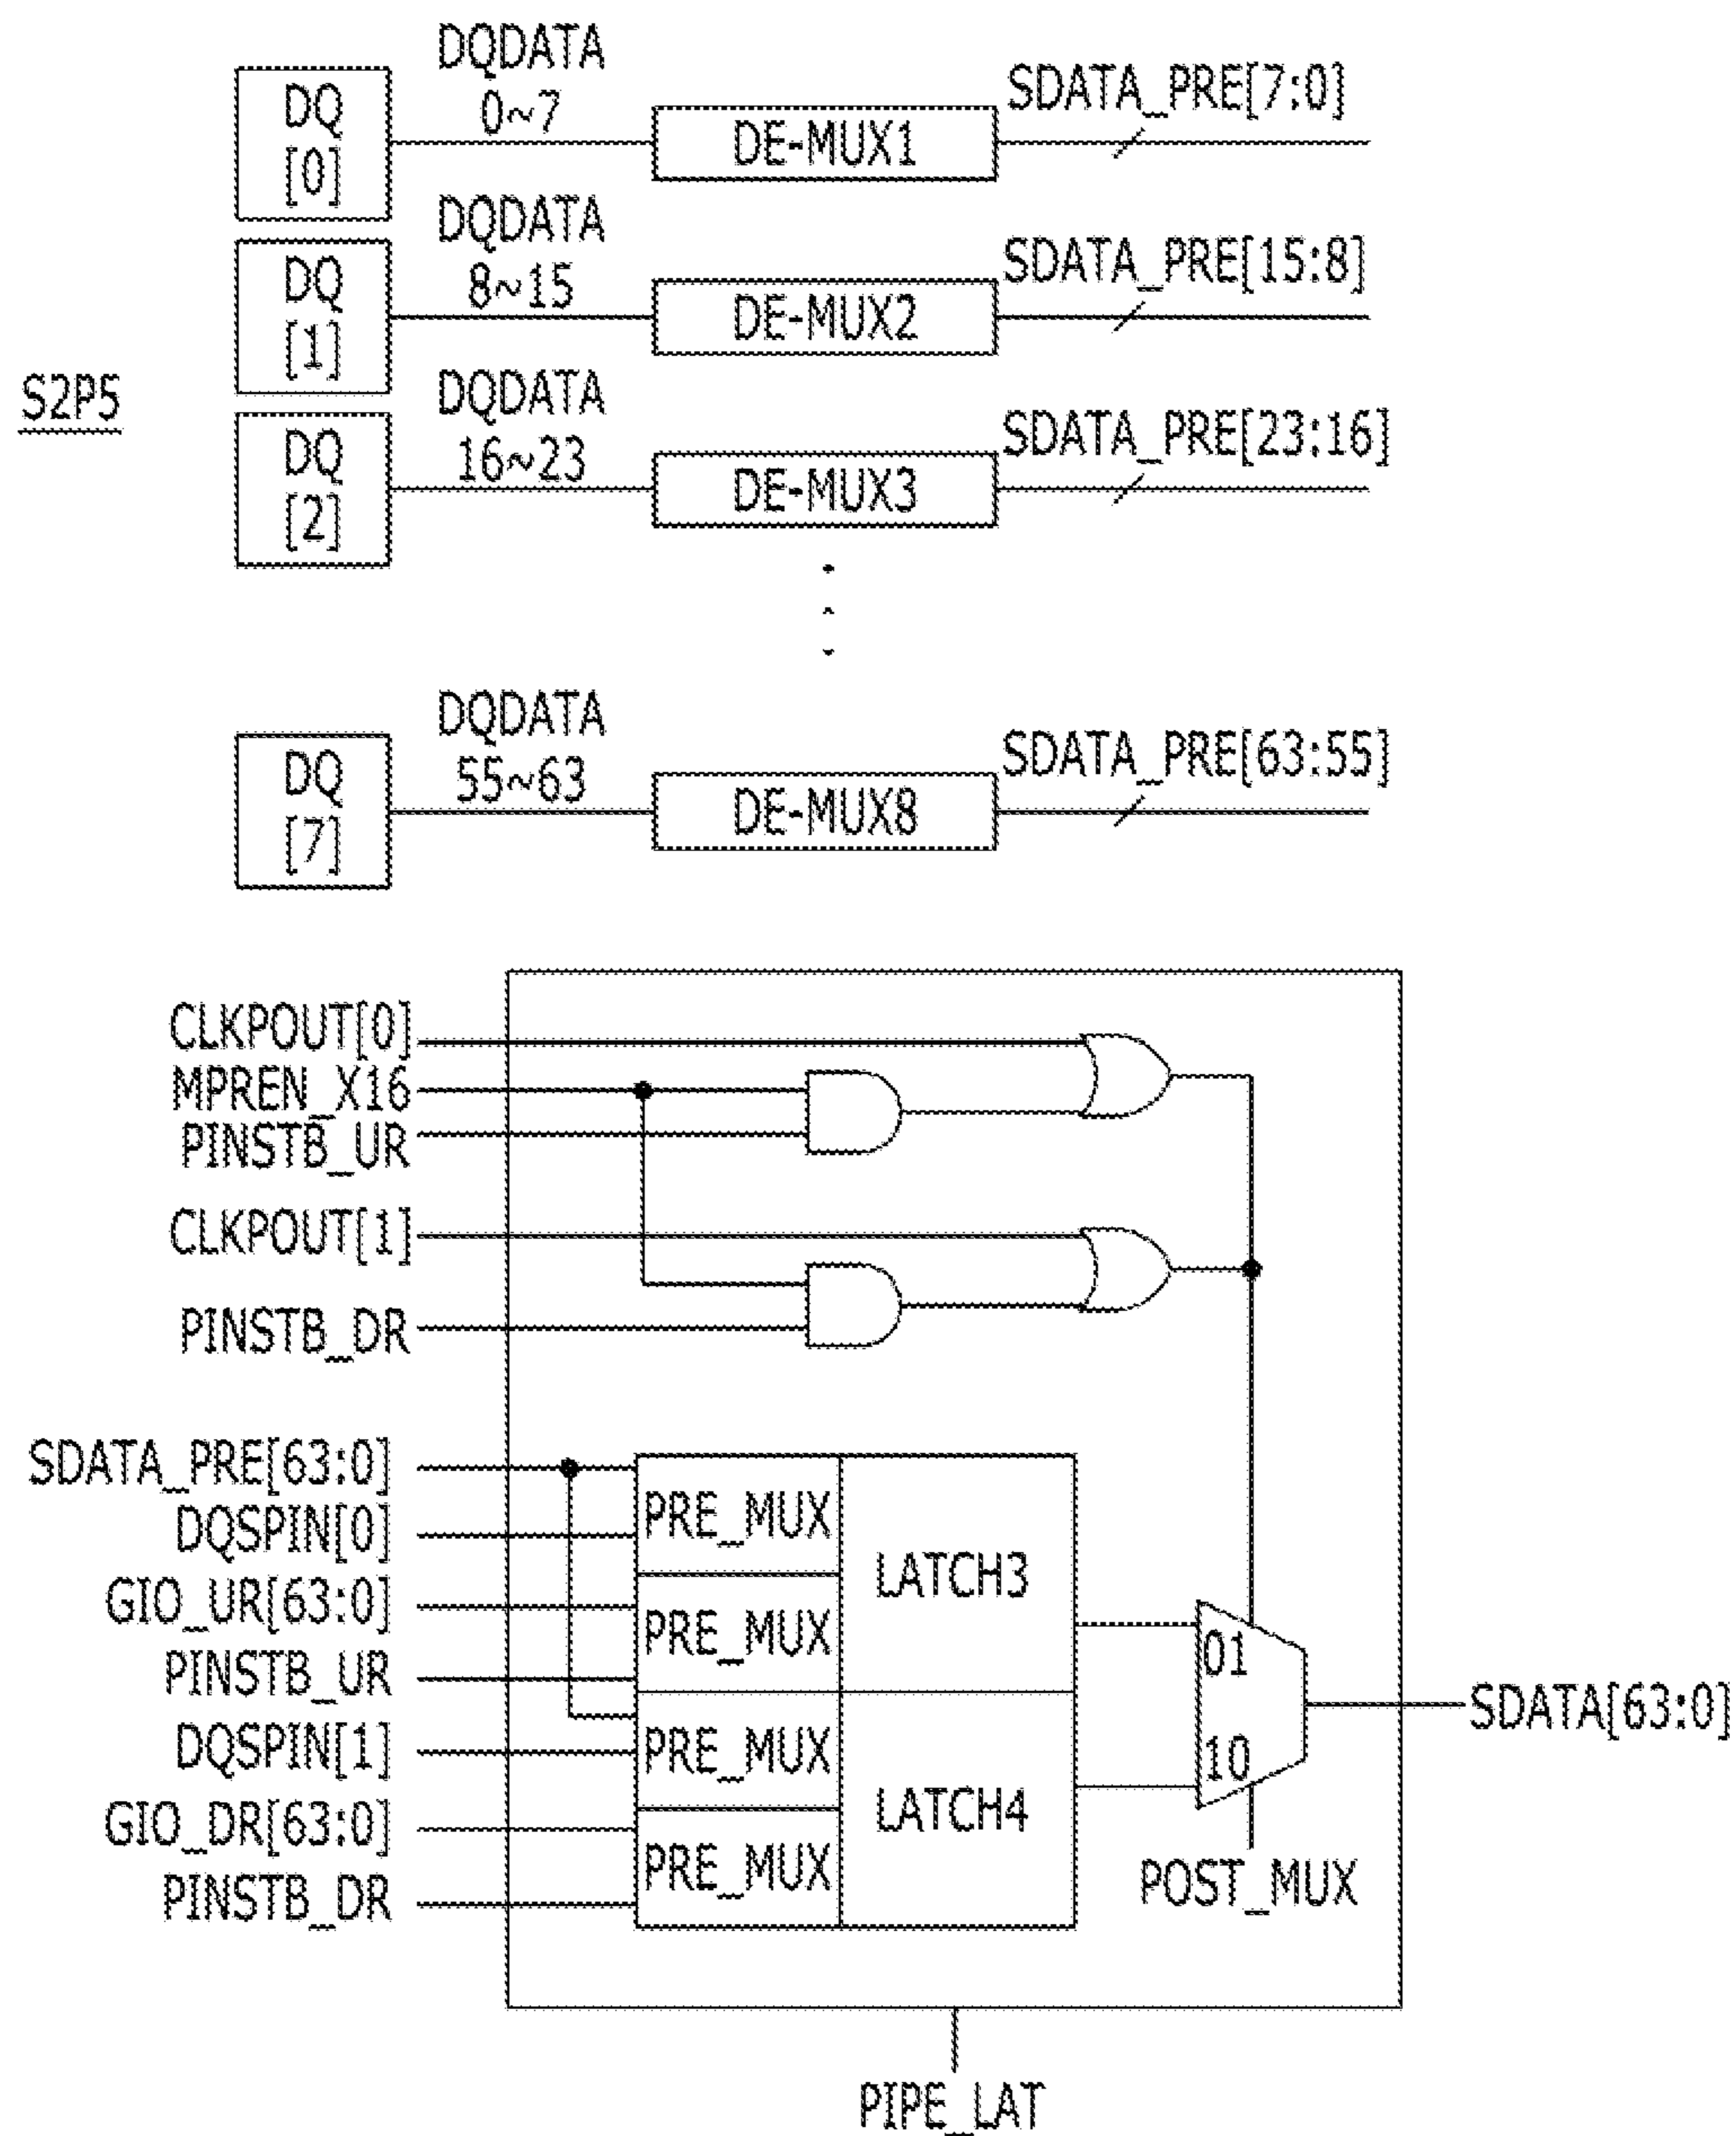 S2P5
DQ
[0]
DQDATA
0~7
DE-MUX1
SDATA_PRE[7:0]
DQ
[1]
DQDATA
8~15
DE-MUX2
SDATA_PRE[15:8]
DQ
[2]
DQDATA
16~23
DE-MUX3
SDATA_PRE[23:16]
DQ
[7]
DQDATA
55~63
DE-MUX8
SDATA_PRE[63:55]
CLKPOUT[0]
MPREN_X16
PINSTB_UR
CLKPOUT[1]
PINSTB_DR
SDATA_PRE[63:0]
DQSPIN[0]
GIO_UR[63:0]
PINSTB_UR
DQSPIN[1]
GIO_DR[63:0]
PINSTB_DR
PRE_MUX
PRE_MUX
PRE_MUX
PRE_MUX
LATCH3
LATCH4
01
10
POST_MUX
SDATA[63:0]
PIPE_LAT